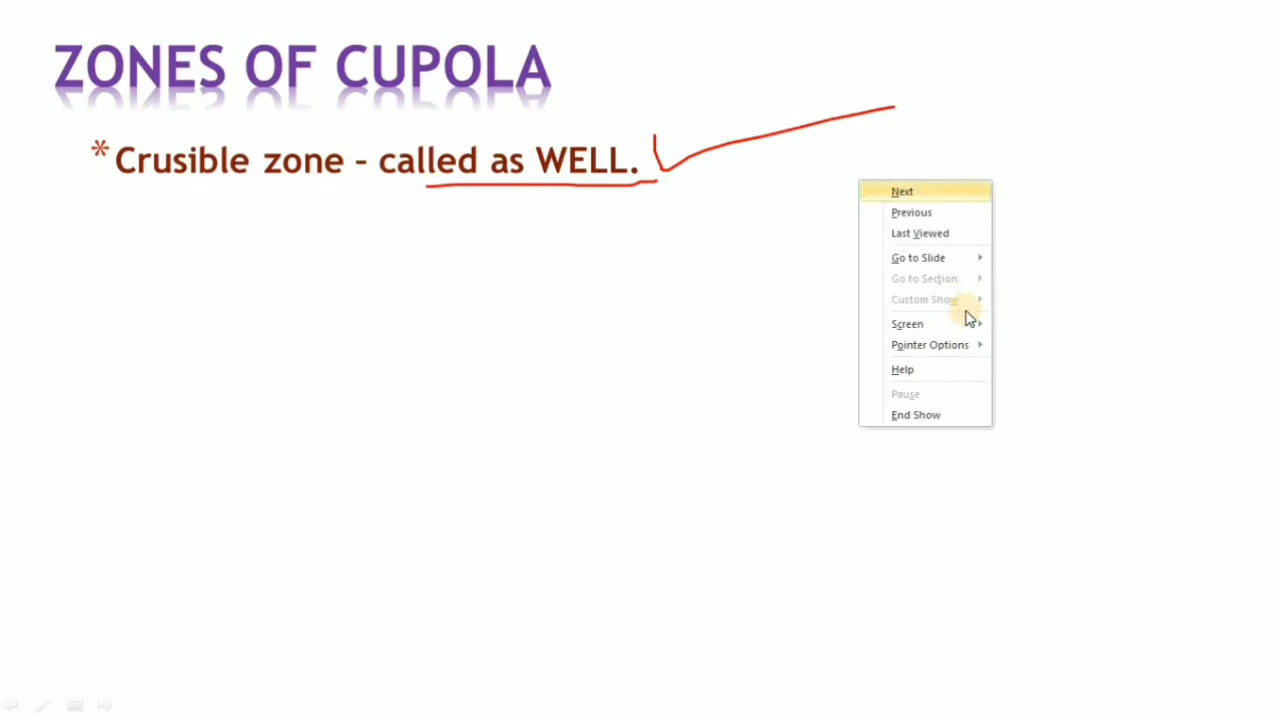 ZONES OF CUPOLA
* Crusible zone – called as WELL.
Next
Previous
Last Viewed
Go to Slide
Go to Section
Custom Show
Screen
Pointer Options
Help
Pause
End Show